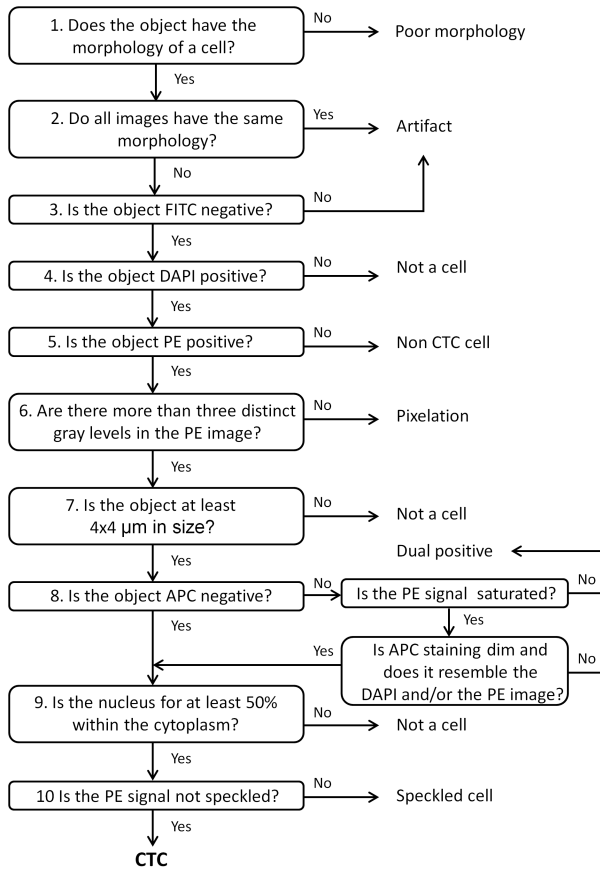 1. Does the object have the
morphology of a cell?
No
Poor morphology
Yes
2. Do all images have the same
morphology?
Yes
Artifact
No
3. Is the object FITC negative?
No
Yes
4. Is the object DAPI positive?
No
Not a cell
Yes
5. Is the object PE positive?
No
Non CTC cell
Yes
6. Are there more than three distinct
gray levels in the PE image?
No
Pixelation
Yes
7. Is the object at least
4x4 µm in size?
No
Not a cell
Yes
Dual positive
8. Is the object APC negative?
No
Is the PE signal saturated?
No
Yes
Yes
Is APC staining dim and
does it resemble the
DAPI and/or the PE image?
Yes
No
9. Is the nucleus for at least 50%
within the cytoplasm?
No
Not a cell
Yes
10 Is the PE signal not speckled?
No
Speckled cell
Yes
CTC